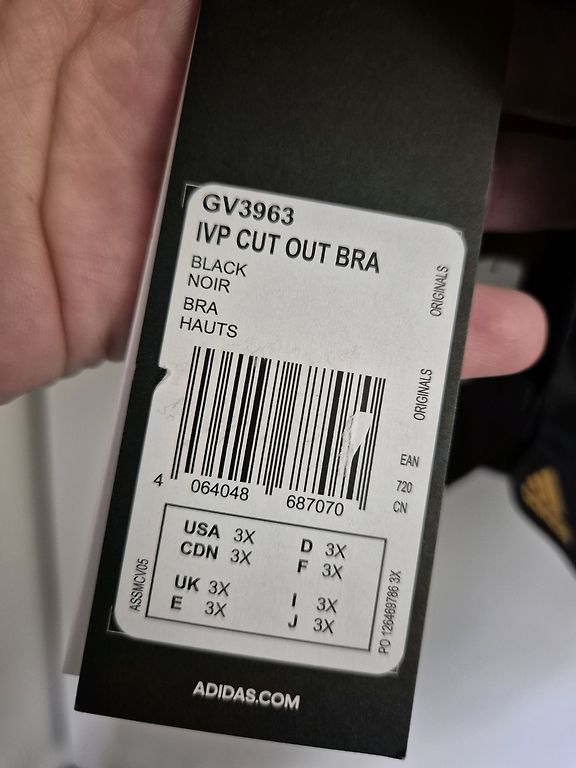 GV3963
IVP CUT OUT BRA
BLACK
NOIR
BRA
HAUTS
ORIGINALS
ORIGINALS
EAN
720
CN
4 064048 687070
USA 3X
CDN 3X
UK 3X
E 3X
D 3X
F 3X
I 3X
J 3X
ASSMCV05
PO 126469786 3X
ADIDAS.COM